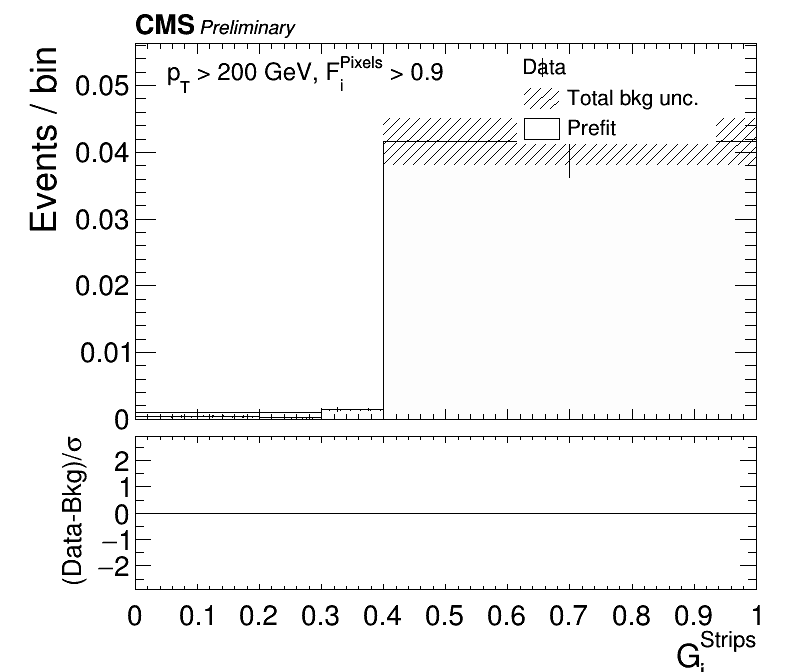 CMS Preliminary
p_T > 200 GeV, F_i^Pixels > 0.9
Data
Total bkg unc.
Prefit
Events / bin
0.05
0.04
0.03
0.02
0.01
0
(Data-Bkg)/σ
2
1
0
−1
−2
0 0.1 0.2 0.3 0.4 0.5 0.6 0.7 0.8 0.9 1
G_i^Strips